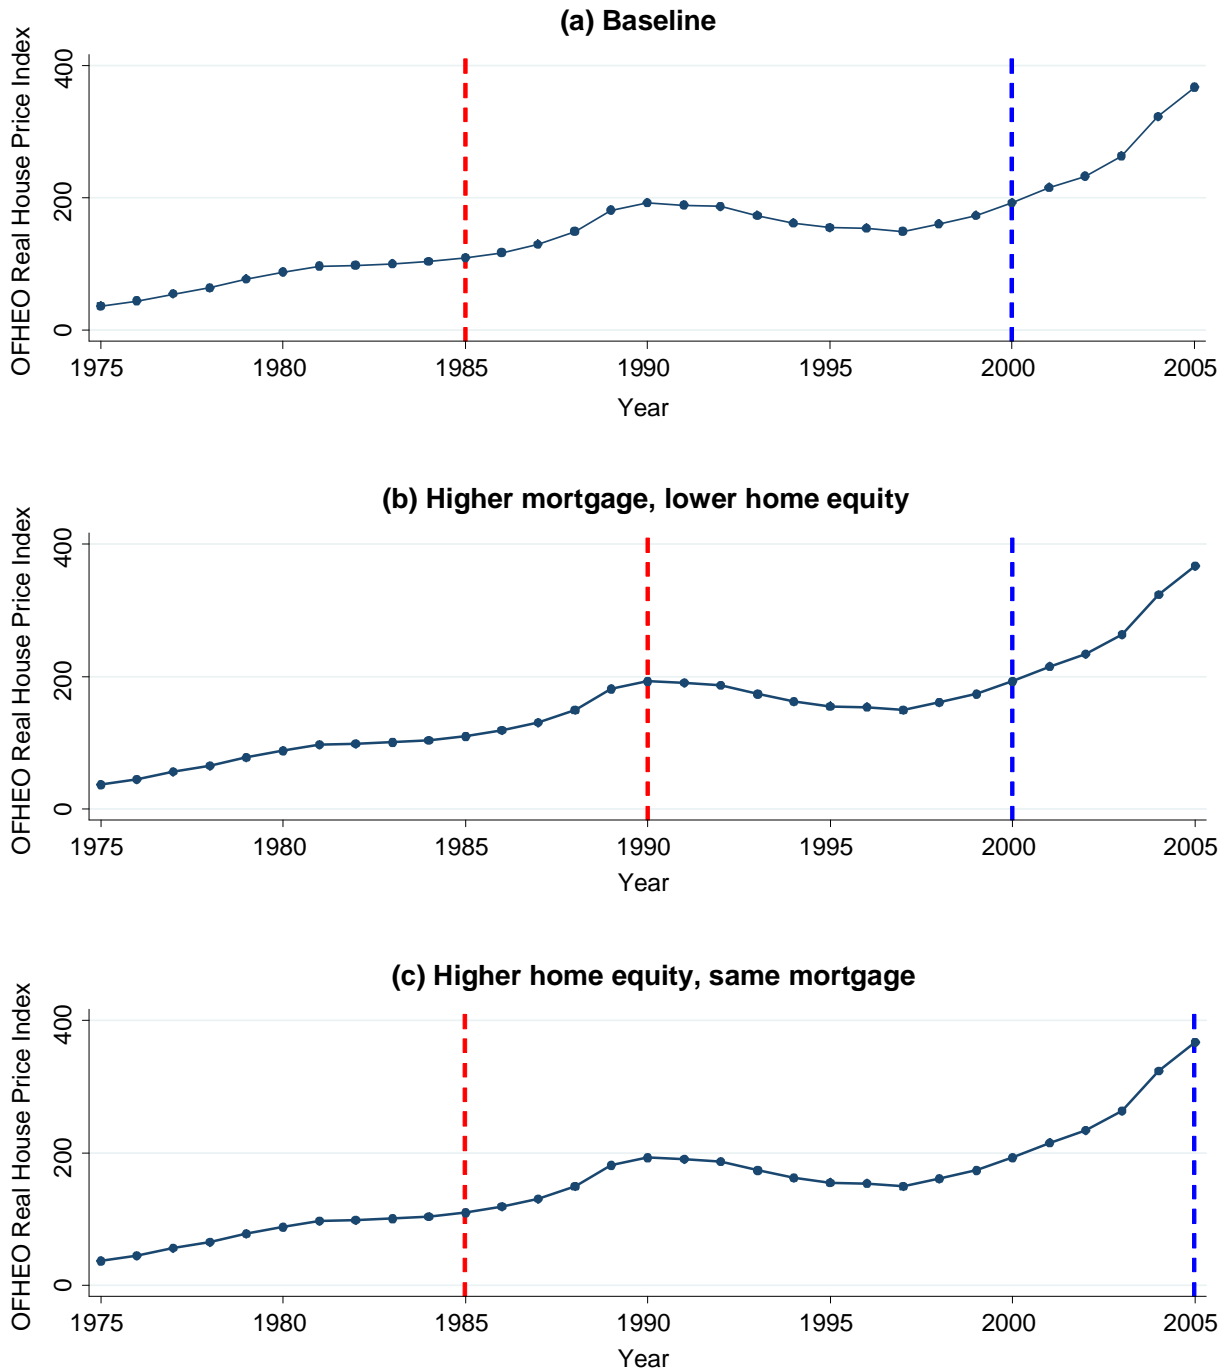 (a) Baseline
OFHEO Real House Price Index
400
200
0
1975 1980 1985 1990 1995 2000 2005
Year
(b) Higher mortgage, lower home equity
OFHEO Real House Price Index
400
200
0
1975 1980 1985 1990 1995 2000 2005
Year
(c) Higher home equity, same mortgage
OFHEO Real House Price Index
400
200
0
1975 1980 1985 1990 1995 2000 2005
Year